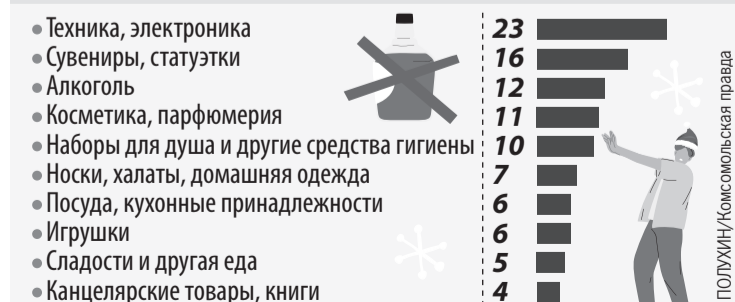 • Техника, электроника 23
• Сувениры, статуэтки 16
• Алкоголь 12
• Косметика, парфюмерия 11
• Наборы для душа и другие средства гигиены 10
• Носки, халаты, домашняя одежда 7
• Посуда, кухонные принадлежности 6
• Игрушки 6
• Сладости и другая еда 5
• Канцелярские товары, книги 4
ПОЛУХИН/Комсомольская правда